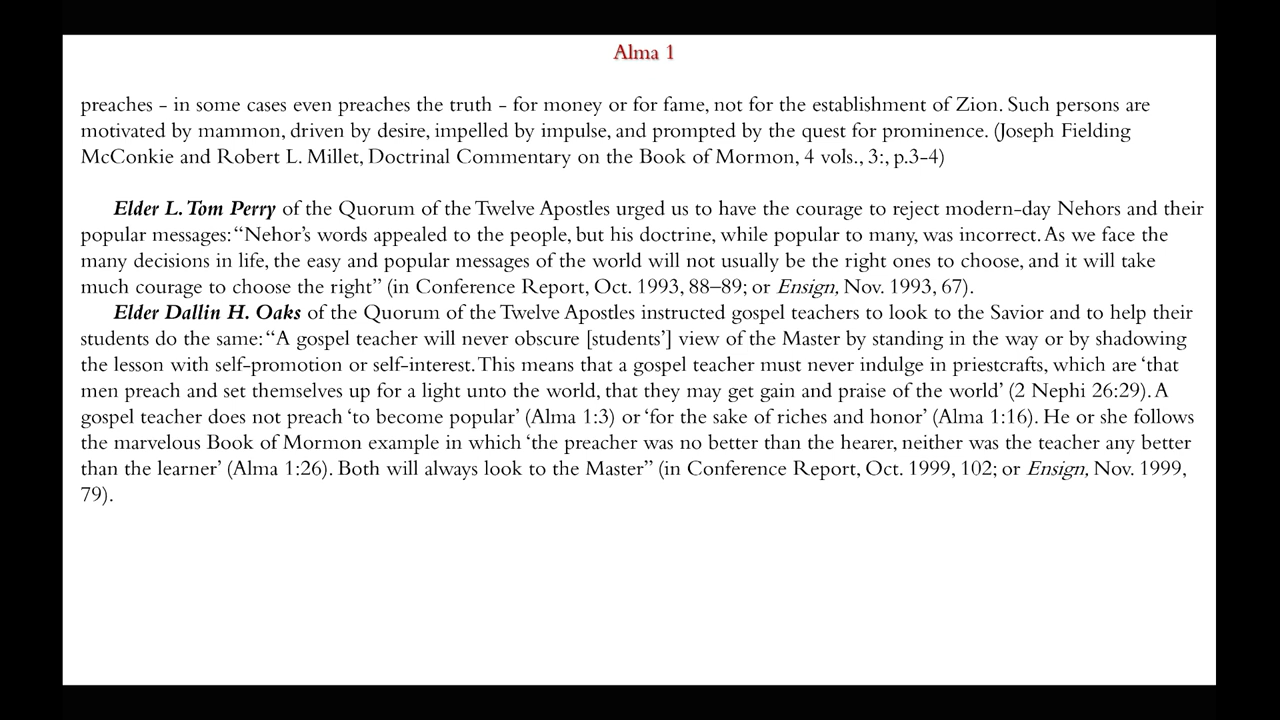 Alma 1
preaches - in some cases even preaches the truth - for money or for fame, not for the establishment of Zion. Such persons are
motivated by mammon, driven by desire, impelled by impulse, and prompted by the quest for prominence. (Joseph Fielding
McConkie and Robert L. Millet, Doctrinal Commentary on the Book of Mormon, 4 vols., 3:, p.3-4)
Elder L. Tom Perry of the Quorum of the Twelve Apostles urged us to have the courage to reject modern-day Nehors and their
popular messages: “Nehor’s words appealed to the people, but his doctrine, while popular to many, was incorrect. As we face the
many decisions in life, the easy and popular messages of the world will not usually be the right ones to choose, and it will take
much courage to choose the right” (in Conference Report, Oct. 1993, 88–89; or Ensign, Nov. 1993, 67).
Elder Dallin H. Oaks of the Quorum of the Twelve Apostles instructed gospel teachers to look to the Savior and to help their
students do the same: “A gospel teacher will never obscure [students’] view of the Master by standing in the way or by shadowing
the lesson with self-promotion or self-interest. This means that a gospel teacher must never indulge in priestcrafts, which are ‘that
men preach and set themselves up for a light unto the world, that they may get gain and praise of the world’ (2 Nephi 26:29). A
gospel teacher does not preach ‘to become popular’ (Alma 1:3) or ‘for the sake of riches and honor’ (Alma 1:16). He or she follows
the marvelous Book of Mormon example in which ‘the preacher was no better than the hearer, neither was the teacher any better
than the learner’ (Alma 1:26). Both will always look to the Master” (in Conference Report, Oct. 1999, 102; or Ensign, Nov. 1999,
79).